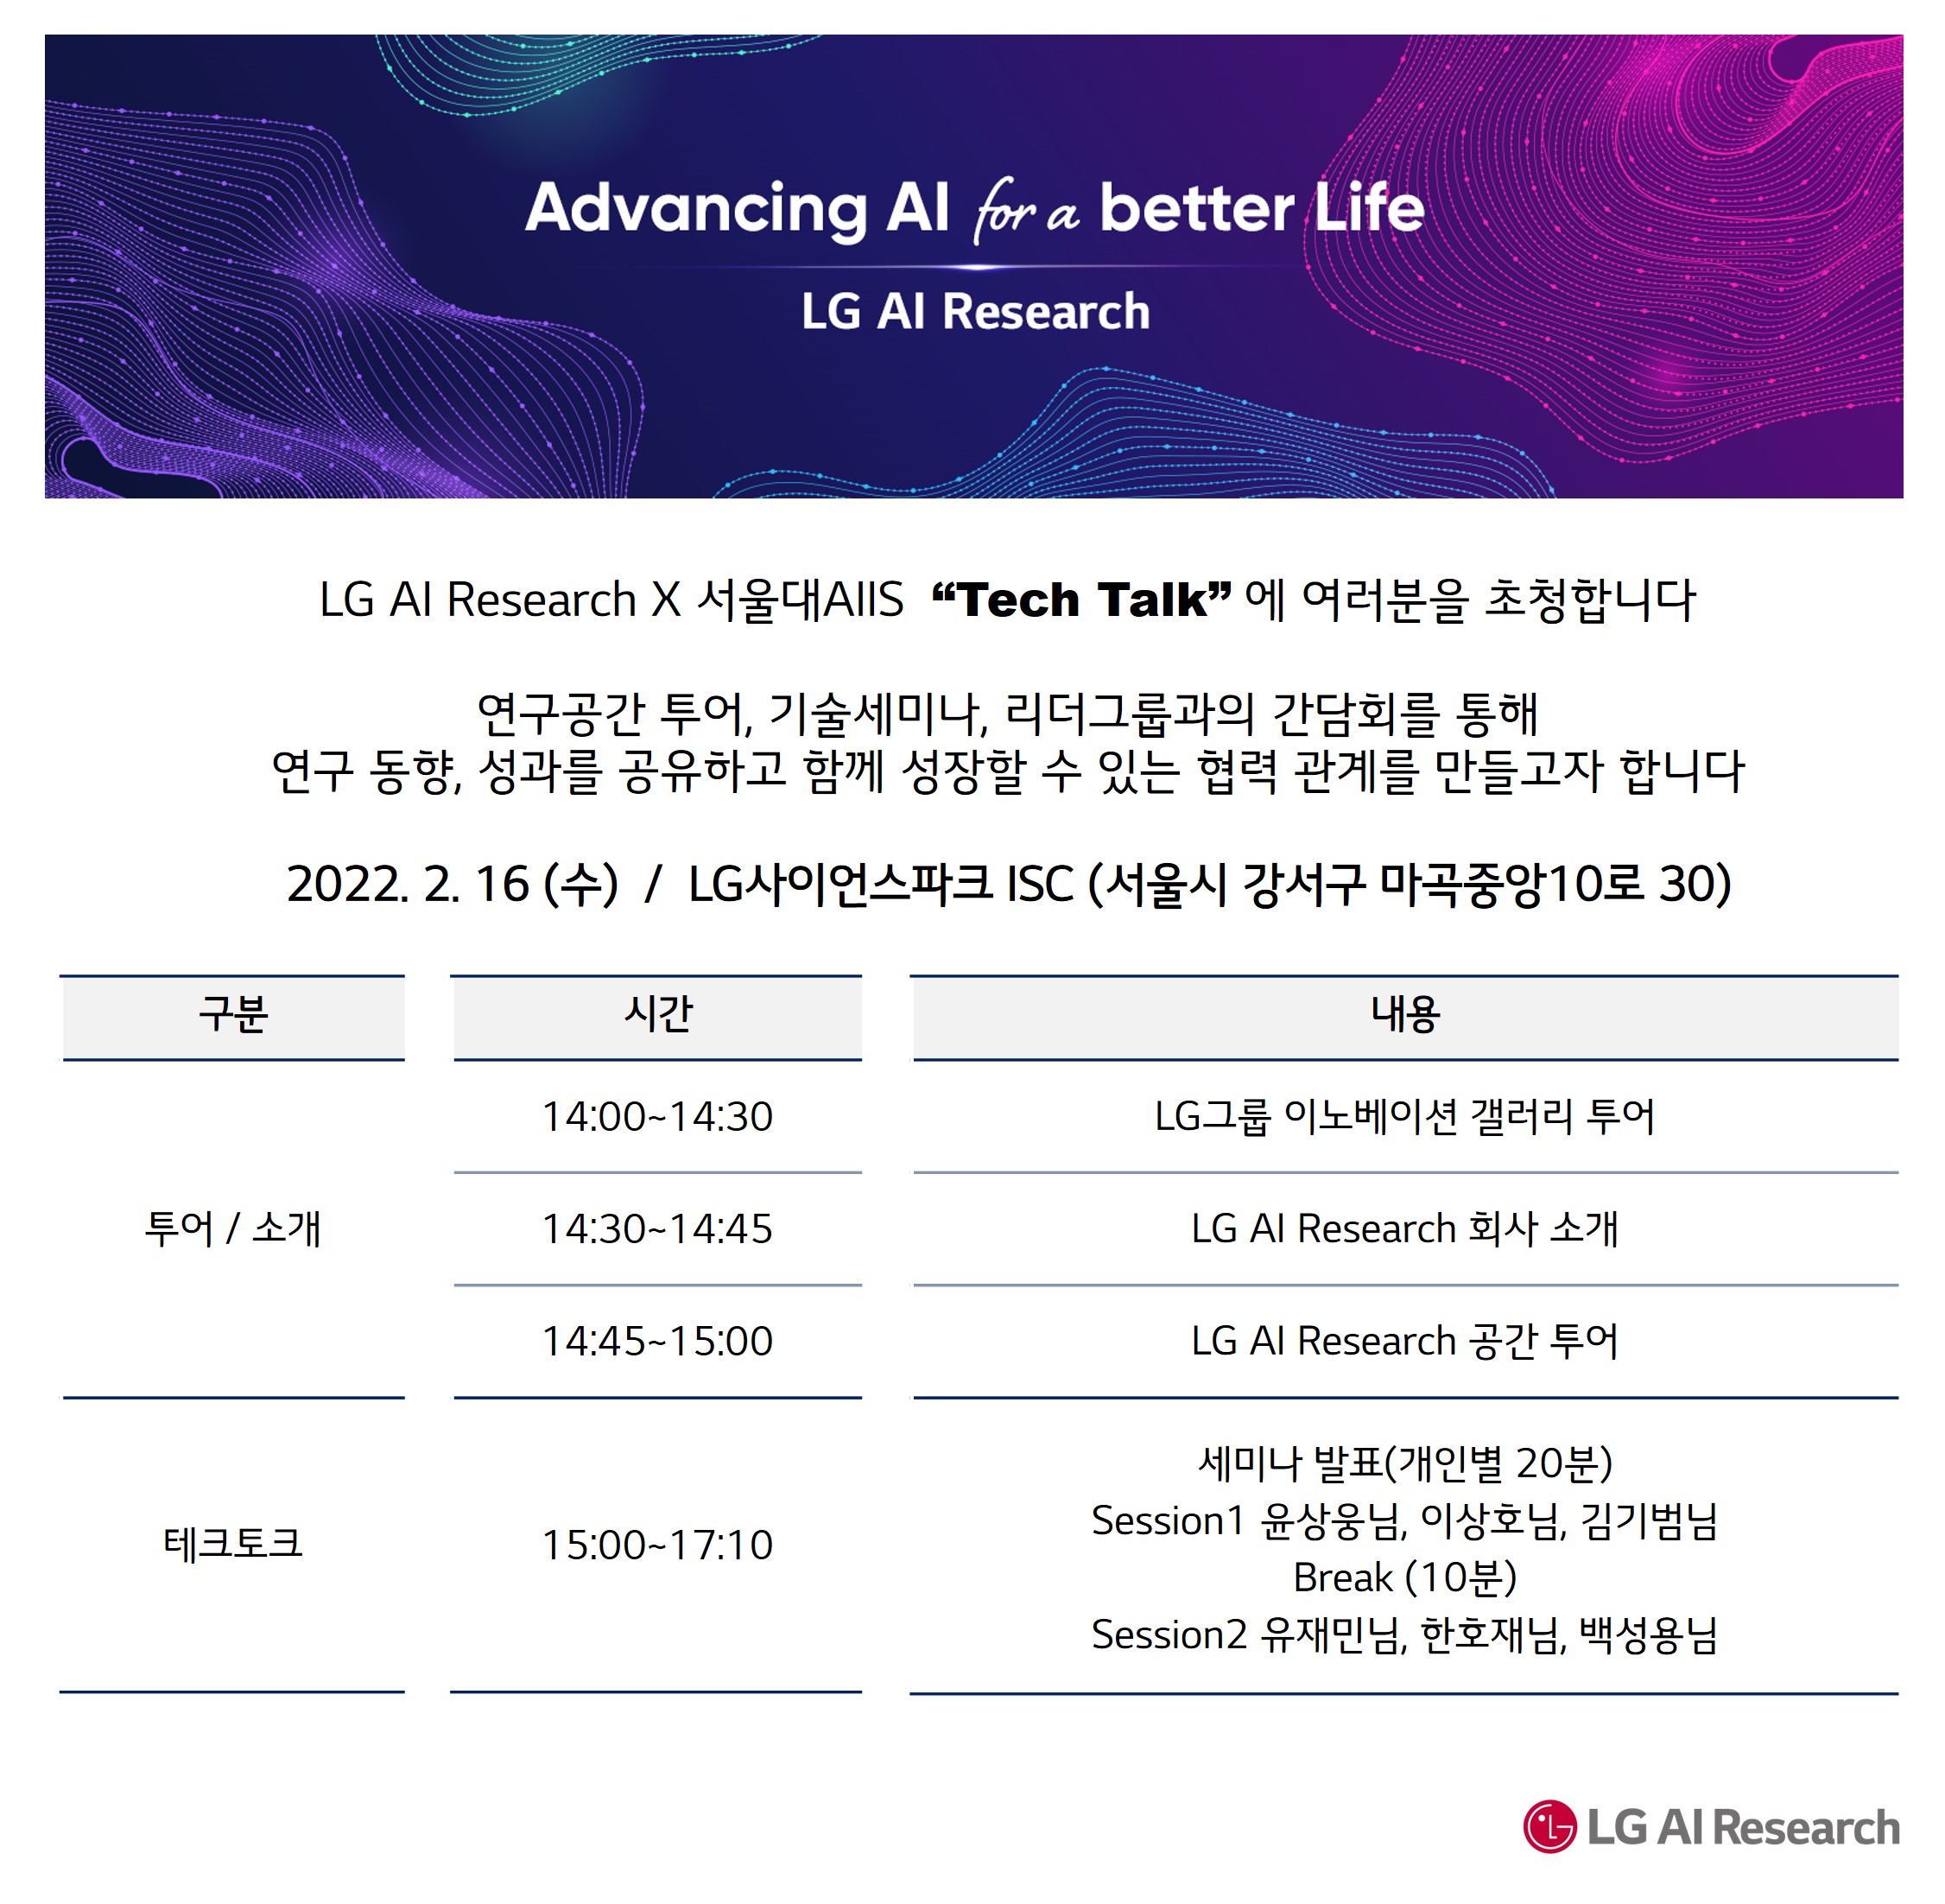 Advancing AI for a better Life
LG AI Research
LG AI Research X 서울대AIIS “Tech Talk” 에 여러분을 초청합니다
연구공간 투어, 기술세미나, 리더그룹과의 간담회를 통해
연구 동향, 성과를 공유하고 함께 성장할 수 있는 협력 관계를 만들고자 합니다
2022. 2. 16 (수) / LG사이언스파크 ISC (서울시 강서구 마곡중앙10로 30)
구분 시간 내용
14:00~14:30 LG그룹 이노베이션 갤러리 투어
투어 / 소개 14:30~14:45 LG AI Research 회사 소개
14:45~15:00 LG AI Research 공간 투어
세미나 발표(개인별 20분)
Session1 윤상웅님, 이상호님, 김기범님
테크토크 15:00~17:10
Break (10분)
Session2 유재민님, 한호재님, 백성용님
LG AI Research